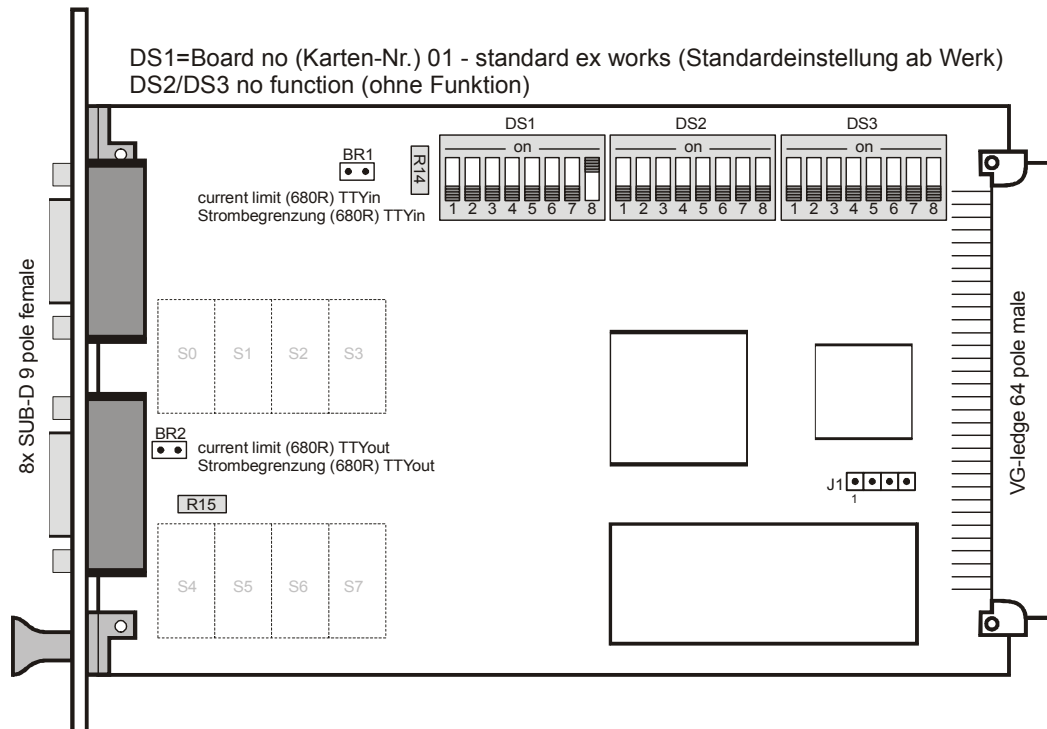 DS1=Board no (Karten-Nr.) 01 - standard ex works (Standardeinstellung ab Werk)
DS2/DS3 no function (ohne Funktion)
DS1
DS2
DS3
on
on
on
1 2 3 4 5 6 7 8
1 2 3 4 5 6 7 8
1 2 3 4 5 6 7 8
BR1
R14
current limit (680R) TTYin
Strombegrenzung (680R) TTYin
8x SUB-D 9 pole female
S0
S1
S2
S3
BR2
current limit (680R) TTYout
Strombegrenzung (680R) TTYout
R15
S4
S5
S6
S7
J1
1
VG-ledge 64 pole male